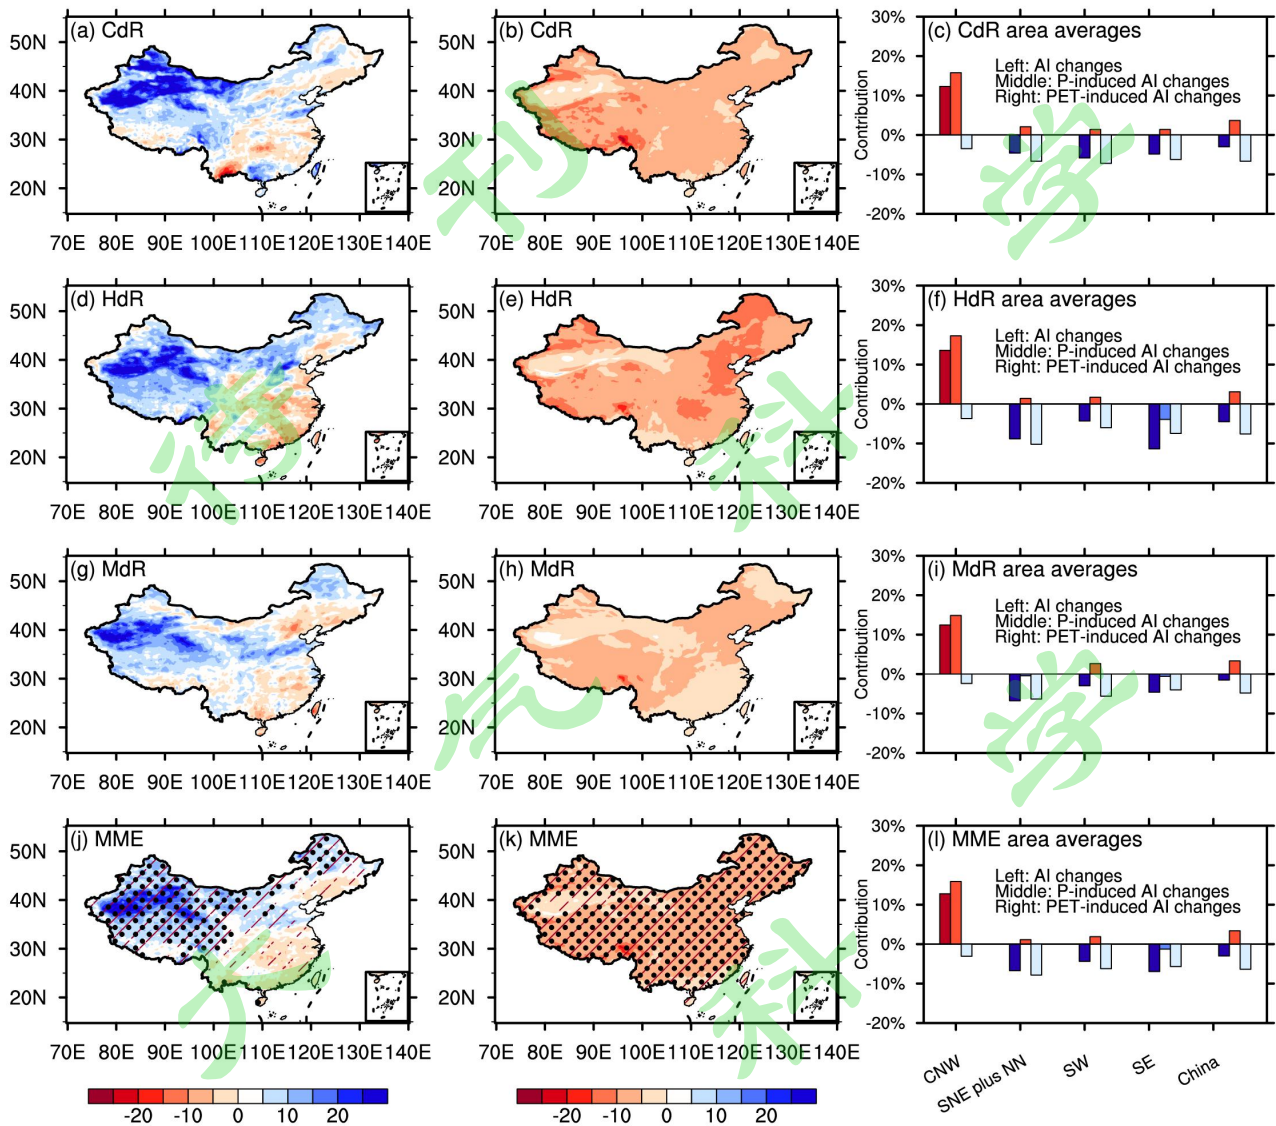 (a) CdR
50N
40N
30N
20N
70E 80E 90E 100E 110E 120E 130E 140E
(b) CdR
50N
40N
30N
20N
70E 80E 90E 100E 110E 120E 130E 140E
(c) CdR area averages
Left: AI changes
Middle: P-induced AI changes
Right: PET-induced AI changes
Contribution
30%
20%
10%
0%
-10%
-20%
(d) HdR
50N
40N
30N
20N
70E 80E 90E 100E 110E 120E 130E 140E
(e) HdR
50N
40N
30N
20N
70E 80E 90E 100E 110E 120E 130E 140E
(f) HdR area averages
Left: AI changes
Middle: P-induced AI changes
Right: PET-induced AI changes
Contribution
30%
20%
10%
0%
-10%
-20%
(g) MdR
50N
40N
30N
20N
70E 80E 90E 100E 110E 120E 130E 140E
(h) MdR
50N
40N
30N
20N
70E 80E 90E 100E 110E 120E 130E 140E
(i) MdR area averages
Left: AI changes
Middle: P-induced AI changes
Right: PET-induced AI changes
Contribution
30%
20%
10%
0%
-10%
-20%
(j) MME
50N
40N
30N
20N
70E 80E 90E 100E 110E 120E 130E 140E
(k) MME
50N
40N
30N
20N
70E 80E 90E 100E 110E 120E 130E 140E
(l) MME area averages
Left: AI changes
Middle: P-induced AI changes
Right: PET-induced AI changes
Contribution
30%
20%
10%
0%
-10%
-20%
CNW
SNE plus NN
SW
SE
China
-20 -10 0 10 20
-20 -10 0 10 20
刊
学
科
气
学
大
科